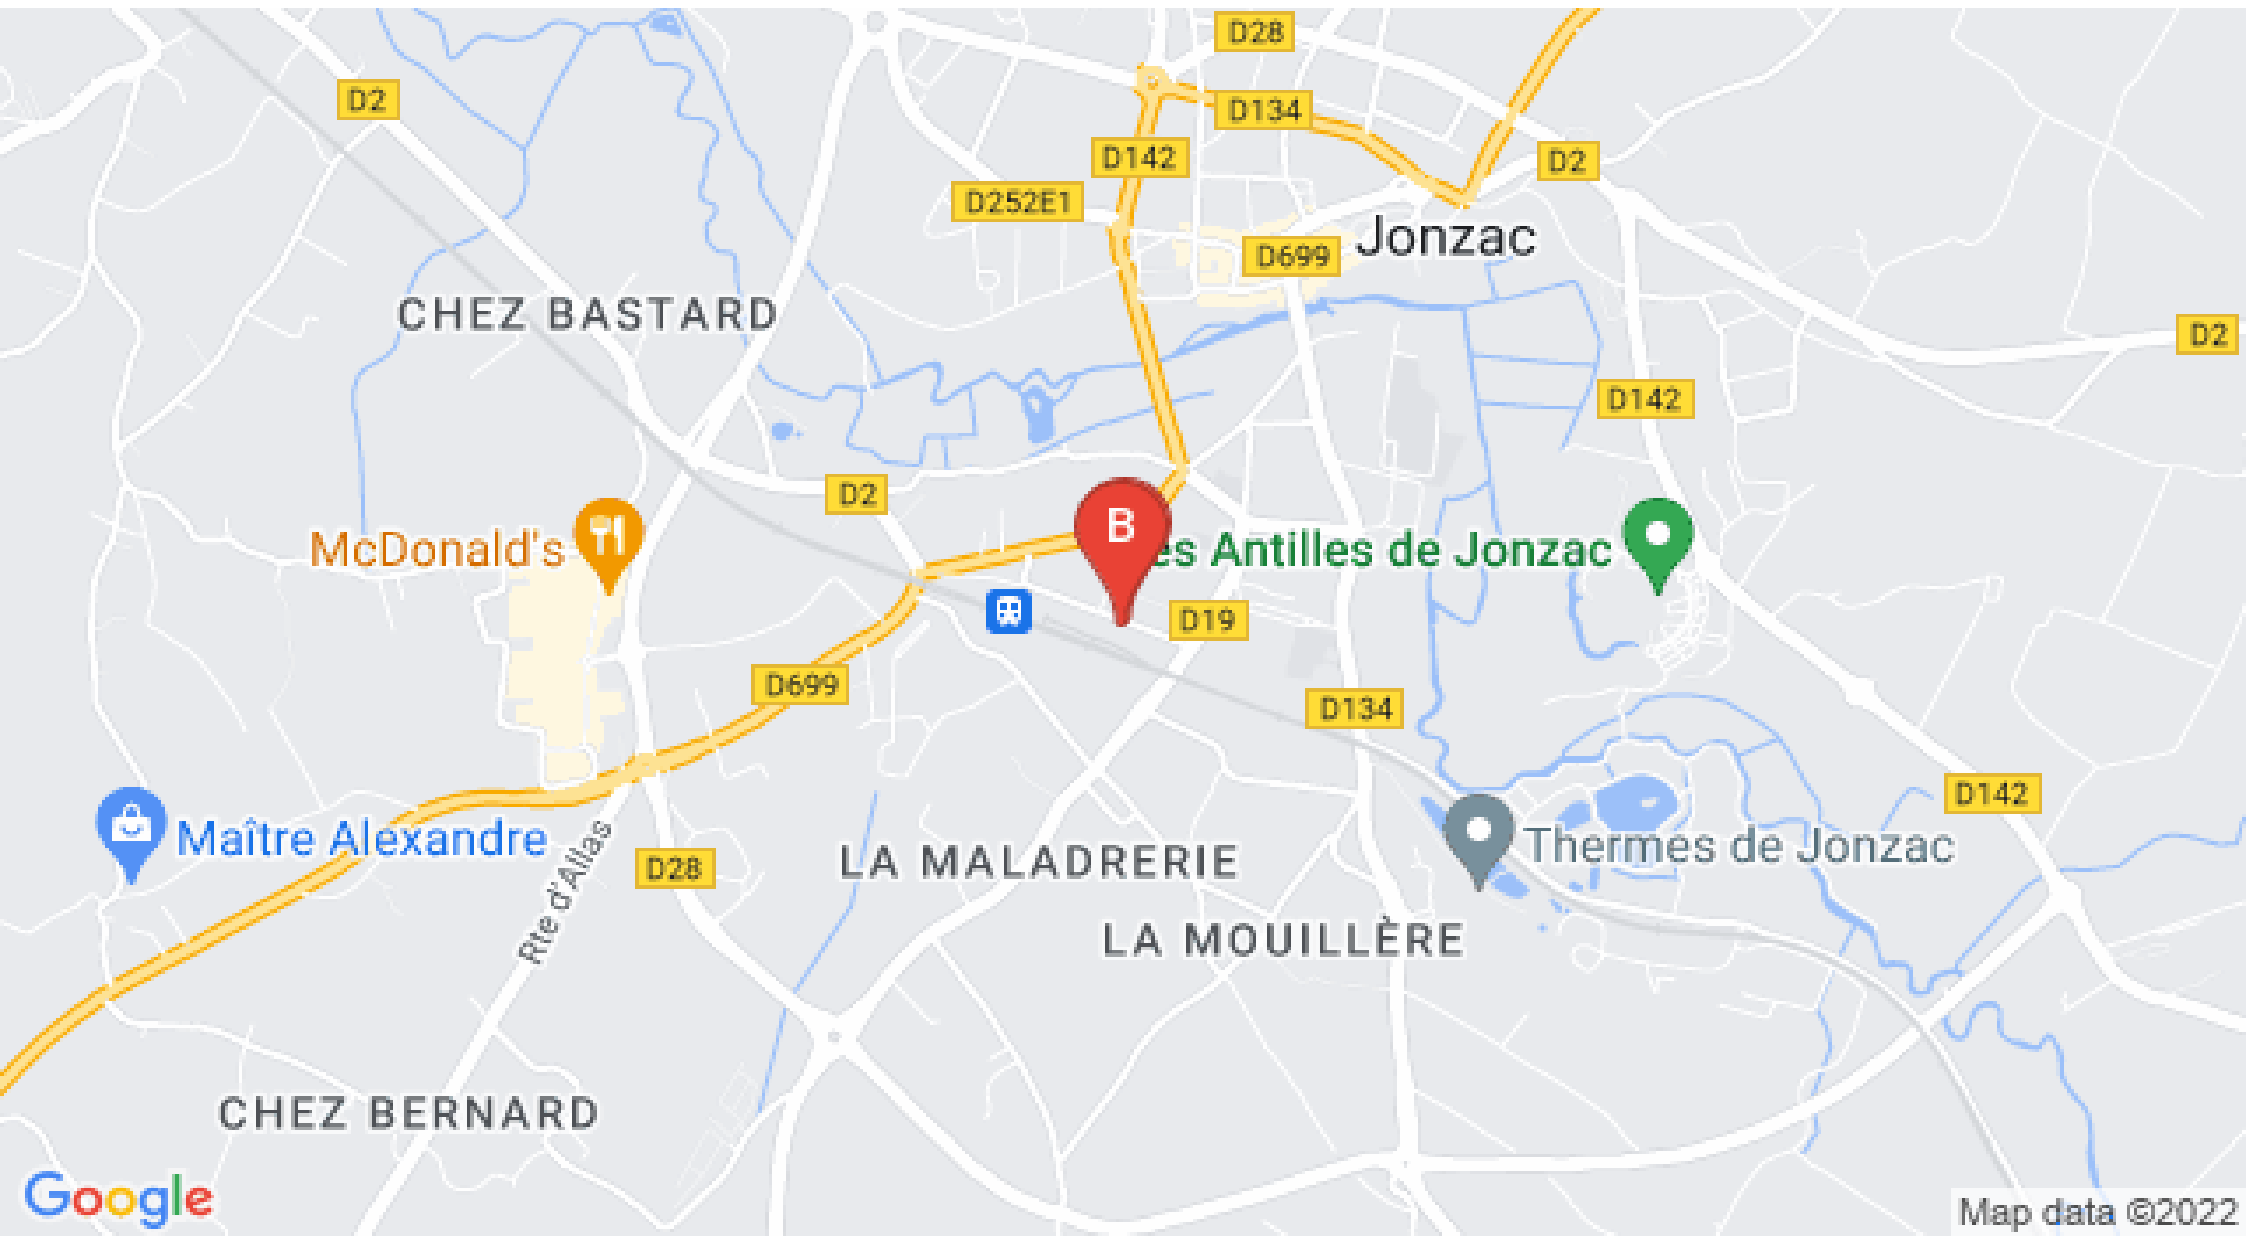 D28
D2
D134
D142
D2
D252E1
Jonzac
D699
CHEZ BASTARD
D2
D142
D2
B
McDonald's
es Antilles de Jonzac
D19
D699
D134
D142
Maître Alexandre
Rte d'Allas
D28
LA MALADRERIE
Thermes de Jonzac
LA MOUILLÈRE
CHEZ BERNARD
Google
Map data ©2022